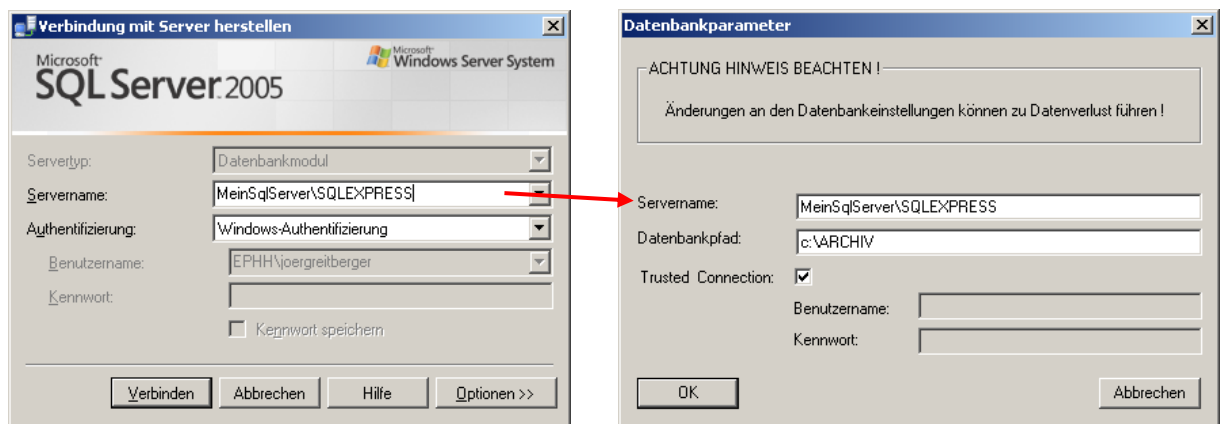 Verbindung mit Server herstellen
Microsoft
SQL Server 2005
Microsoft
Windows Server System
Servertyp: Datenbankmodul
Servername: MeinSqlServer\SQLEXPRESS
Authentifizierung: Windows-Authentifizierung
Benutzername: EPHH\joergreitberger
Kennwort:
Kennwort speichern
Verbinden Abbrechen Hilfe Optionen >>
Datenbankparameter
ACHTUNG HINWEIS BEACHTEN !
Änderungen an den Datenbankeinstellungen können zu Datenverlust führen !
Servername: MeinSqlServer\SQLEXPRESS
Datenbankpfad: c:\ARCHIV
Trusted Connection:
Benutzername:
Kennwort:
OK Abbrechen